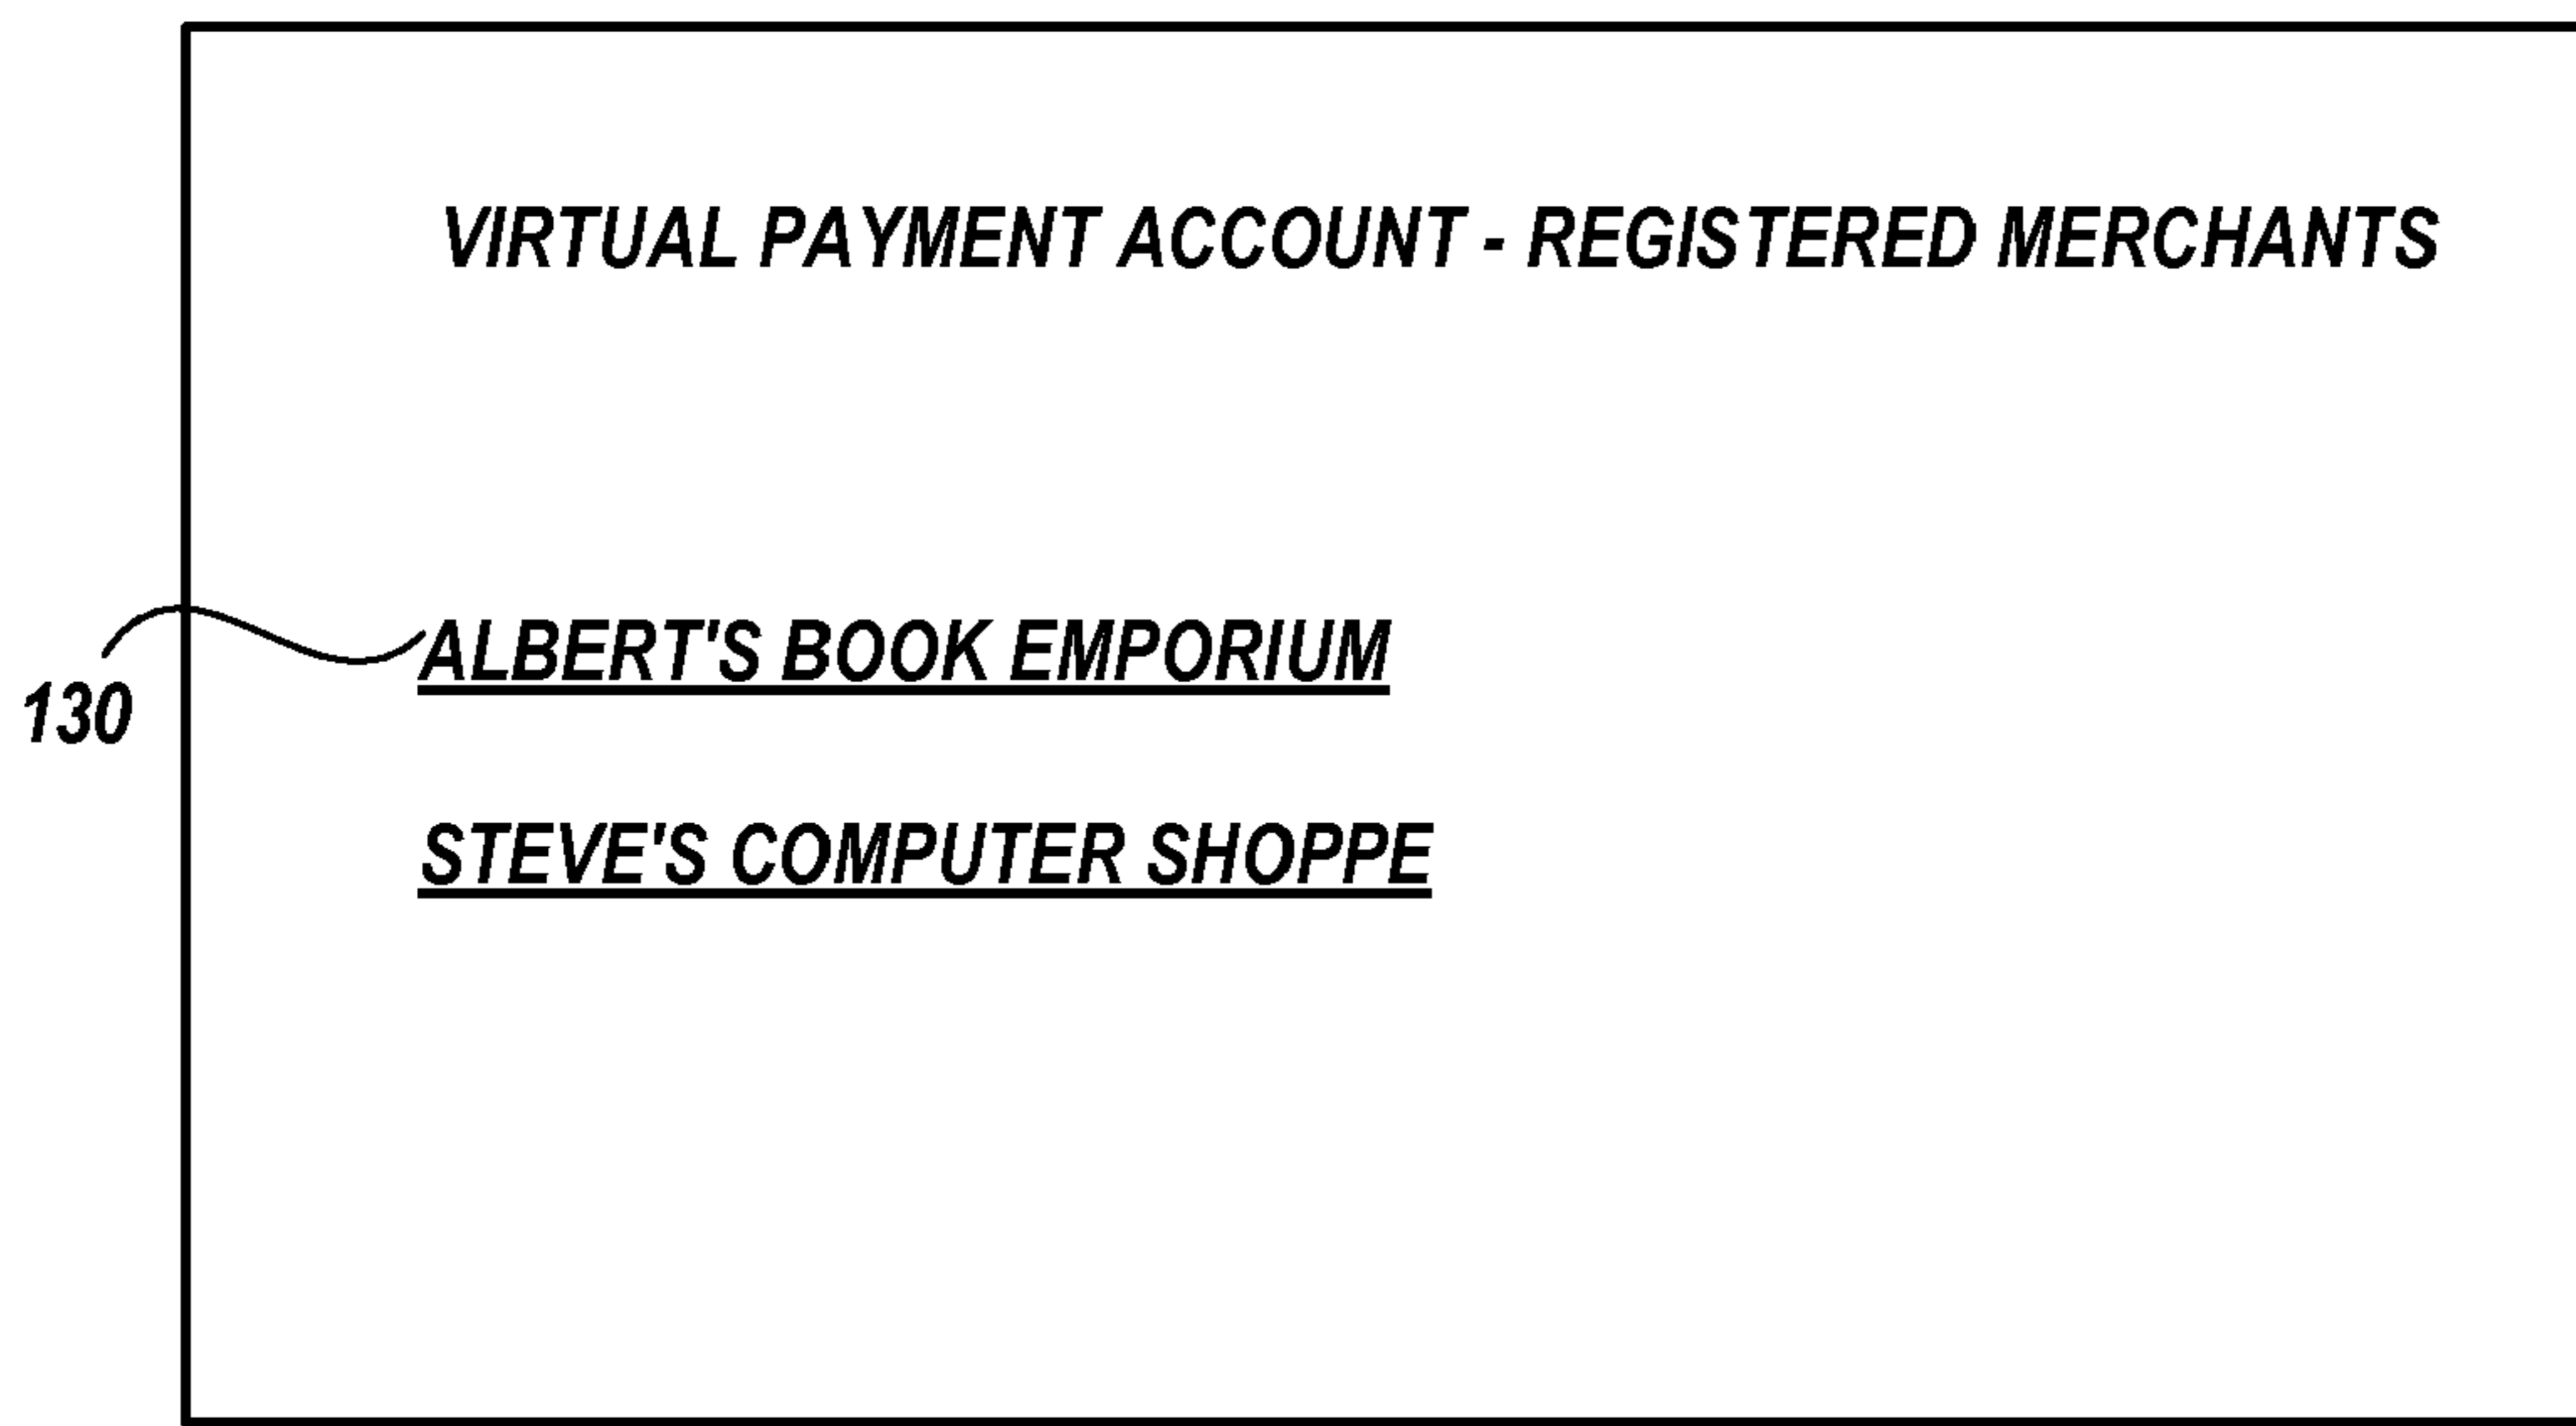 VIRTUAL PAYMENT ACCOUNT - REGISTERED MERCHANTS
ALBERT'S BOOK EMPORIUM
130
STEVE'S COMPUTER SHOPPE